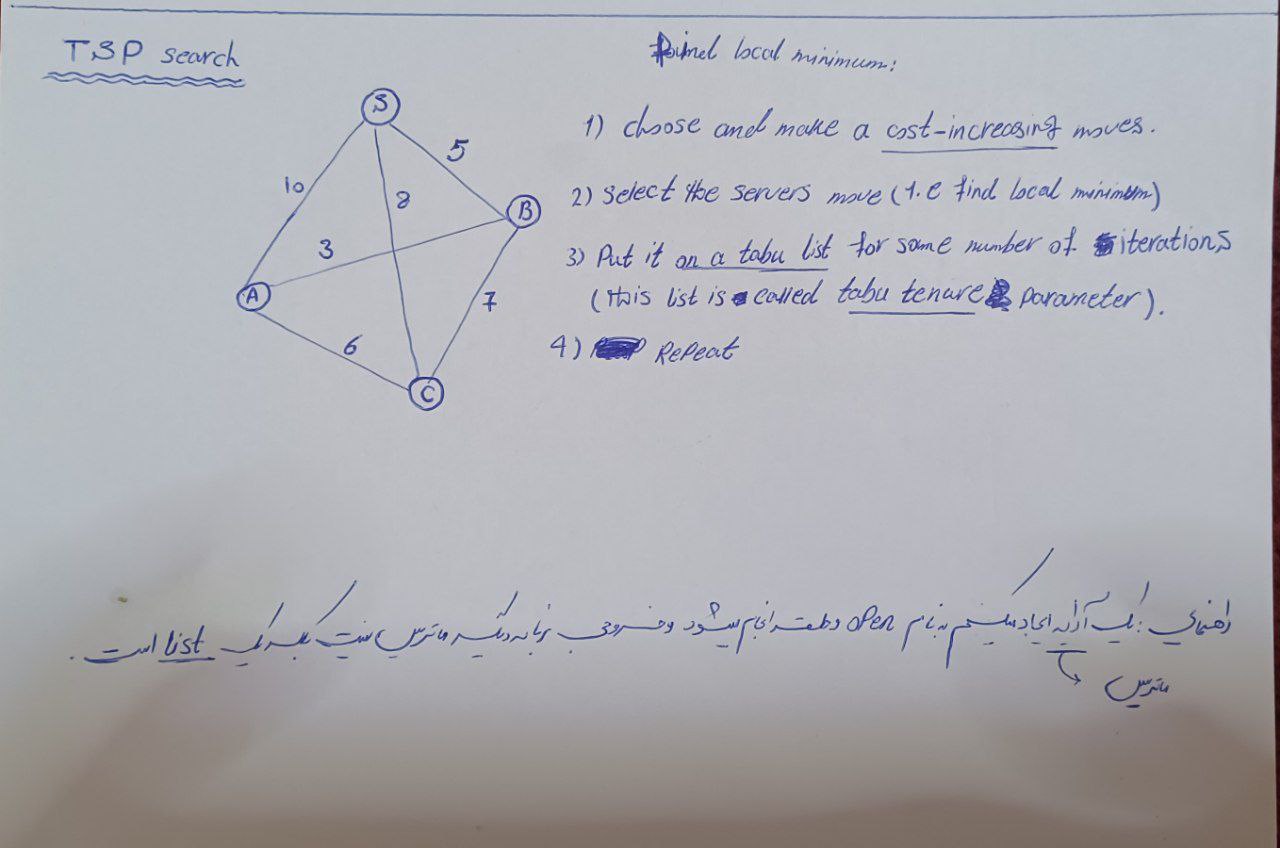 TSP search
Find local minimum:
S
10
8
5
B
3
A
7
6
C
1) choose and make a cost-increasing moves.
2) Select the servers move (I.e find local minimum)
3) Put it on a tabu list for some number of iterations
(this list is called tabu tenure parameter).
4) Repeat
راهنمایی: یک آرایه ایجاد میکنیم به نام open و انجام میشود و خروجی برنامه دیگه ماتریس نیست بلکه یک list است.
ماتریس